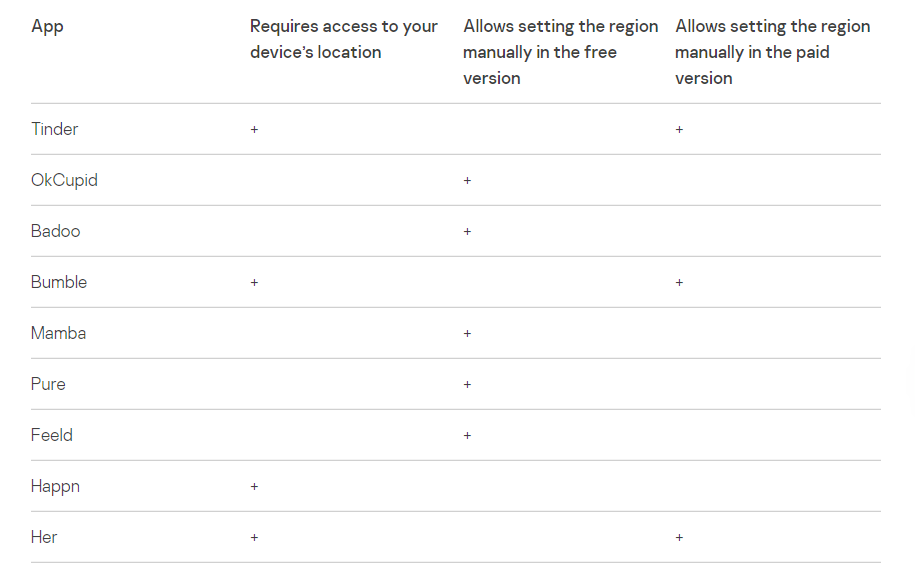 App Requires access to your device’s location Allows setting the region manually in the free version Allows setting the region manually in the paid version
Tinder + +
OkCupid +
Badoo +
Bumble + +
Mamba +
Pure +
Feeld +
Happn +
Her + +